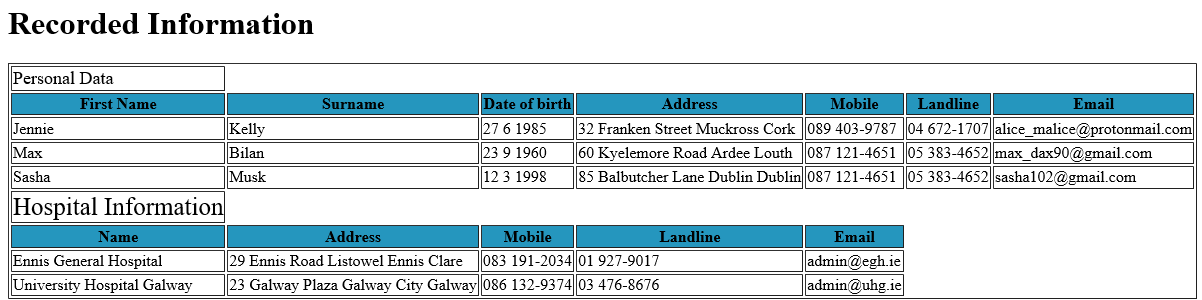 Recorded Information
Personal Data
First Name Surname Date of birth Address Mobile Landline Email
Jennie Kelly 27 6 1985 32 Franken Street Muckross Cork 089 403-9787 04 672-1707 alice_malice@protonmail.com
Max Bilan 23 9 1960 60 Kyelemore Road Ardee Louth 087 121-4651 05 383-4652 max_dax90@gmail.com
Sasha Musk 12 3 1998 85 Balbutcher Lane Dublin Dublin 087 121-4651 05 383-4652 sasha102@gmail.com
Hospital Information
Name Address Mobile Landline Email
Ennis General Hospital 29 Ennis Road Listowel Ennis Clare 083 191-2034 01 927-9017 admin@egh.ie
University Hospital Galway 23 Galway Plaza Galway City Galway 086 132-9374 03 476-8676 admin@uhg.ie